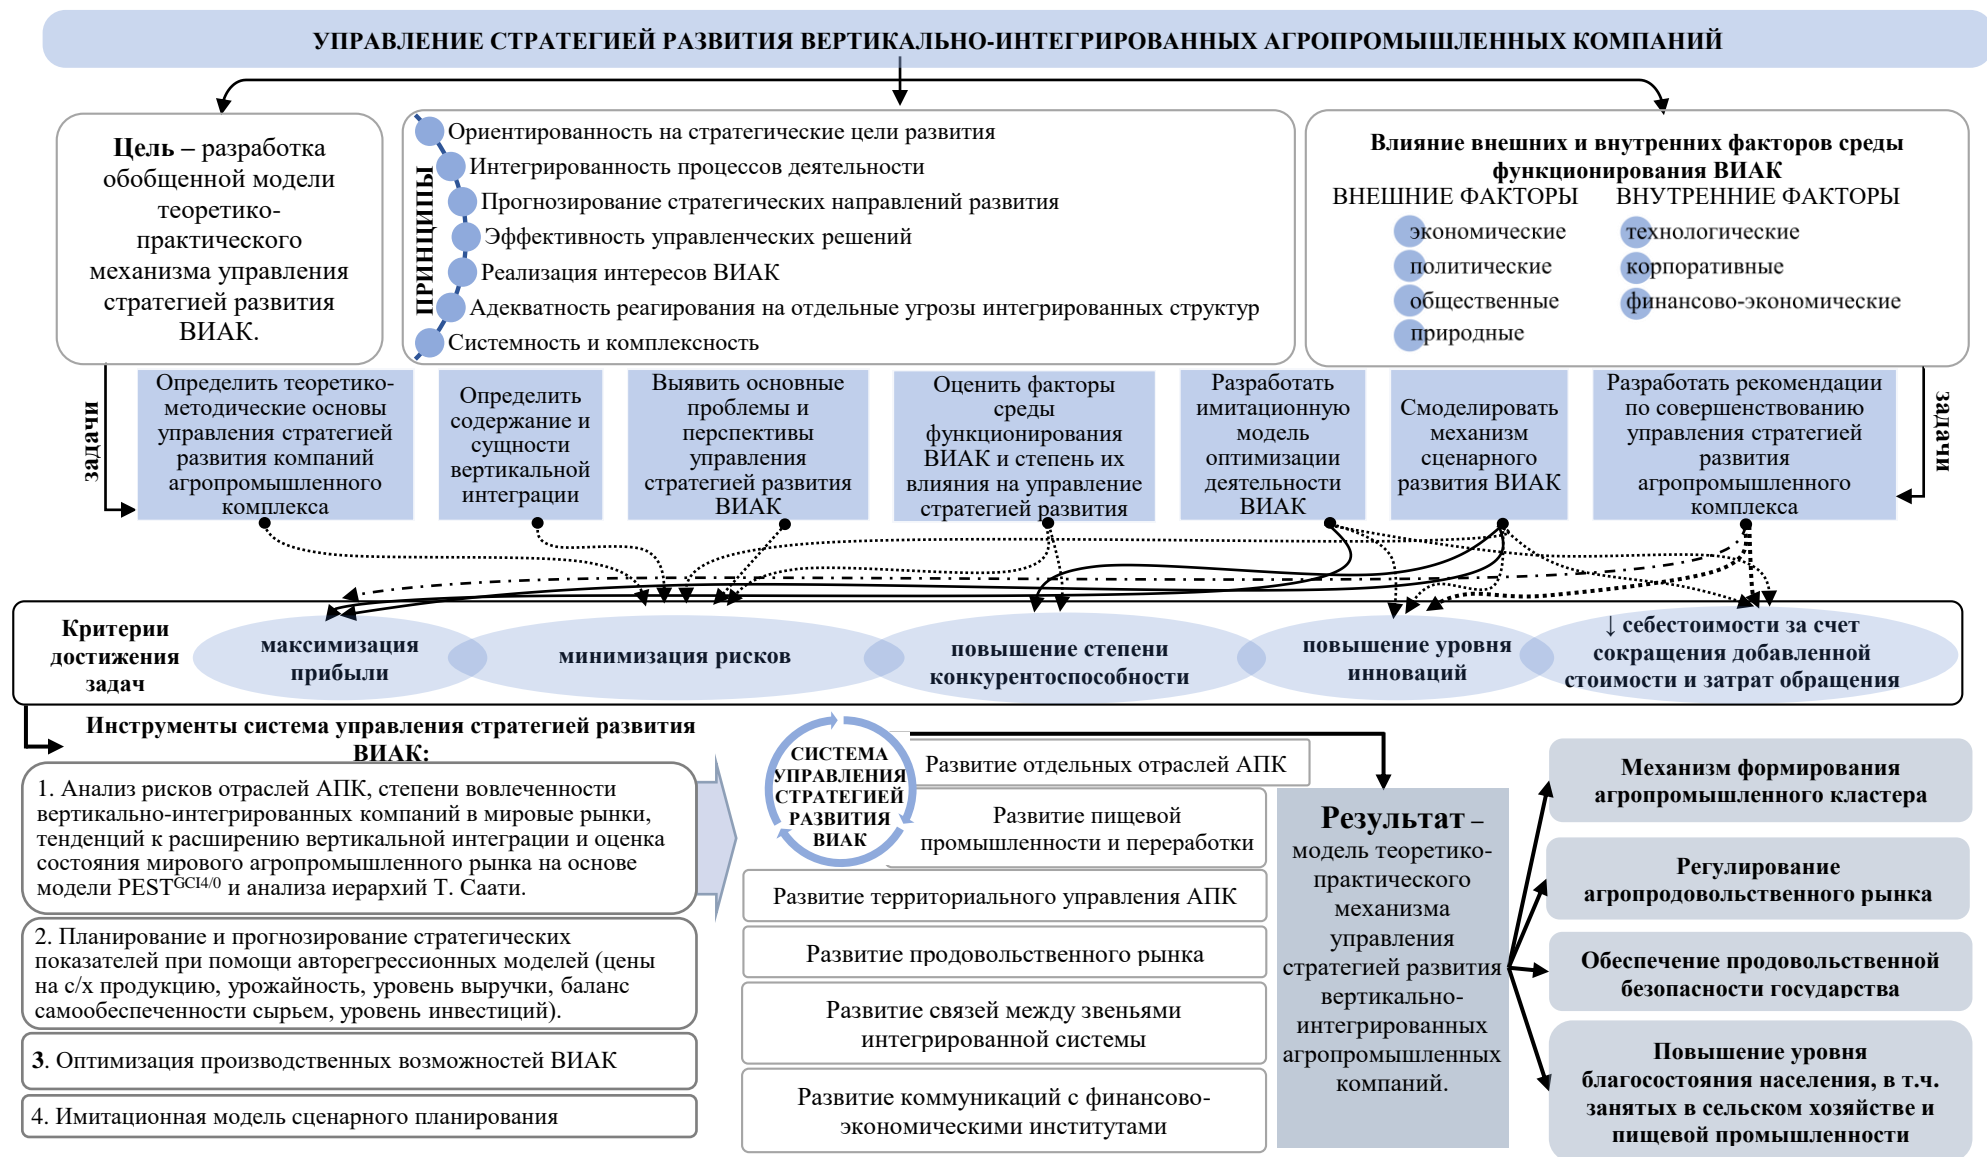 УПРАВЛЕНИЕ СТРАТЕГИЕЙ РАЗВИТИЯ ВЕРТИКАЛЬНО-ИНТЕГРИРОВАННЫХ АГРОПРОМЫШЛЕННЫХ КОМПАНИЙ
Цель – разработка
обобщенной модели
теоретико-
практического
механизма управления
стратегией развития
ВИАК.
ПРИНЦИПЫ
Ориентированность на стратегические цели развития
Интегрированность процессов деятельности
Прогнозирование стратегических направлений развития
Эффективность управленческих решений
Реализация интересов ВИАК
Адекватность реагирования на отдельные угрозы интегрированных структур
Системность и комплексность
Влияние внешних и внутренних факторов среды
функционирования ВИАК
ВНЕШНИЕ ФАКТОРЫ
экономические
политические
общественные
природные
ВНУТРЕННИЕ ФАКТОРЫ
технологические
корпоративные
финансово-экономические
задачи
Определить теоретико-
методические основы
управления стратегией
развития компаний
агропромышленного
комплекса
Определить
содержание и
сущности
вертикальной
интеграции
Выявить основные
проблемы и
перспективы
управления
стратегией развития
ВИАК
Оценить факторы
среды
функционирования
ВИАК и степень их
влияния на управление
стратегией развития
Разработать
имитационную
модель
оптимизации
деятельности
ВИАК
Смоделировать
механизм
сценарного
развития ВИАК
Разработать рекомендации
по совершенствованию
управления стратегией
развития
агропромышленного
комплекса
задачи
Критерии
достижения
задач
максимизация
прибыли
минимизация рисков
повышение степени
конкурентоспособности
повышение уровня
инноваций
↓ себестоимости за счет
сокращения добавленной
стоимости и затрат обращения
Инструменты система управления стратегией развития
ВИАК:
1. Анализ рисков отраслей АПК, степени вовлеченности
вертикально-интегрированных компаний в мировые рынки,
тенденций к расширению вертикальной интеграции и оценка
состояния мирового агропромышленного рынка на основе
модели PEST^GCI4/0 и анализа иерархий Т. Саати.
2. Планирование и прогнозирование стратегических
показателей при помощи авторегрессионных моделей (цены
на с/х продукцию, урожайность, уровень выручки, баланс
самообеспеченности сырьем, уровень инвестиций).
3. Оптимизация производственных возможностей ВИАК
4. Имитационная модель сценарного планирования
СИСТЕМА
УПРАВЛЕНИЯ
СТРАТЕГИЕЙ
РАЗВИТИЯ
ВИАК
Развитие отдельных отраслей АПК
Развитие пищевой
промышленности и переработки
Развитие территориального управления АПК
Развитие продовольственного рынка
Развитие связей между звеньями
интегрированной системы
Развитие коммуникаций с финансово-
экономическими институтами
Результат –
модель теоретико-
практического
механизма
управления
стратегией развития
вертикально-
интегрированных
агропромышленных
компаний.
Механизм формирования
агропромышленного кластера
Регулирование
агропродовольственного рынка
Обеспечение продовольственной
безопасности государства
Повышение уровня
благосостояния населения, в т.ч.
занятых в сельском хозяйстве и
пищевой промышленности